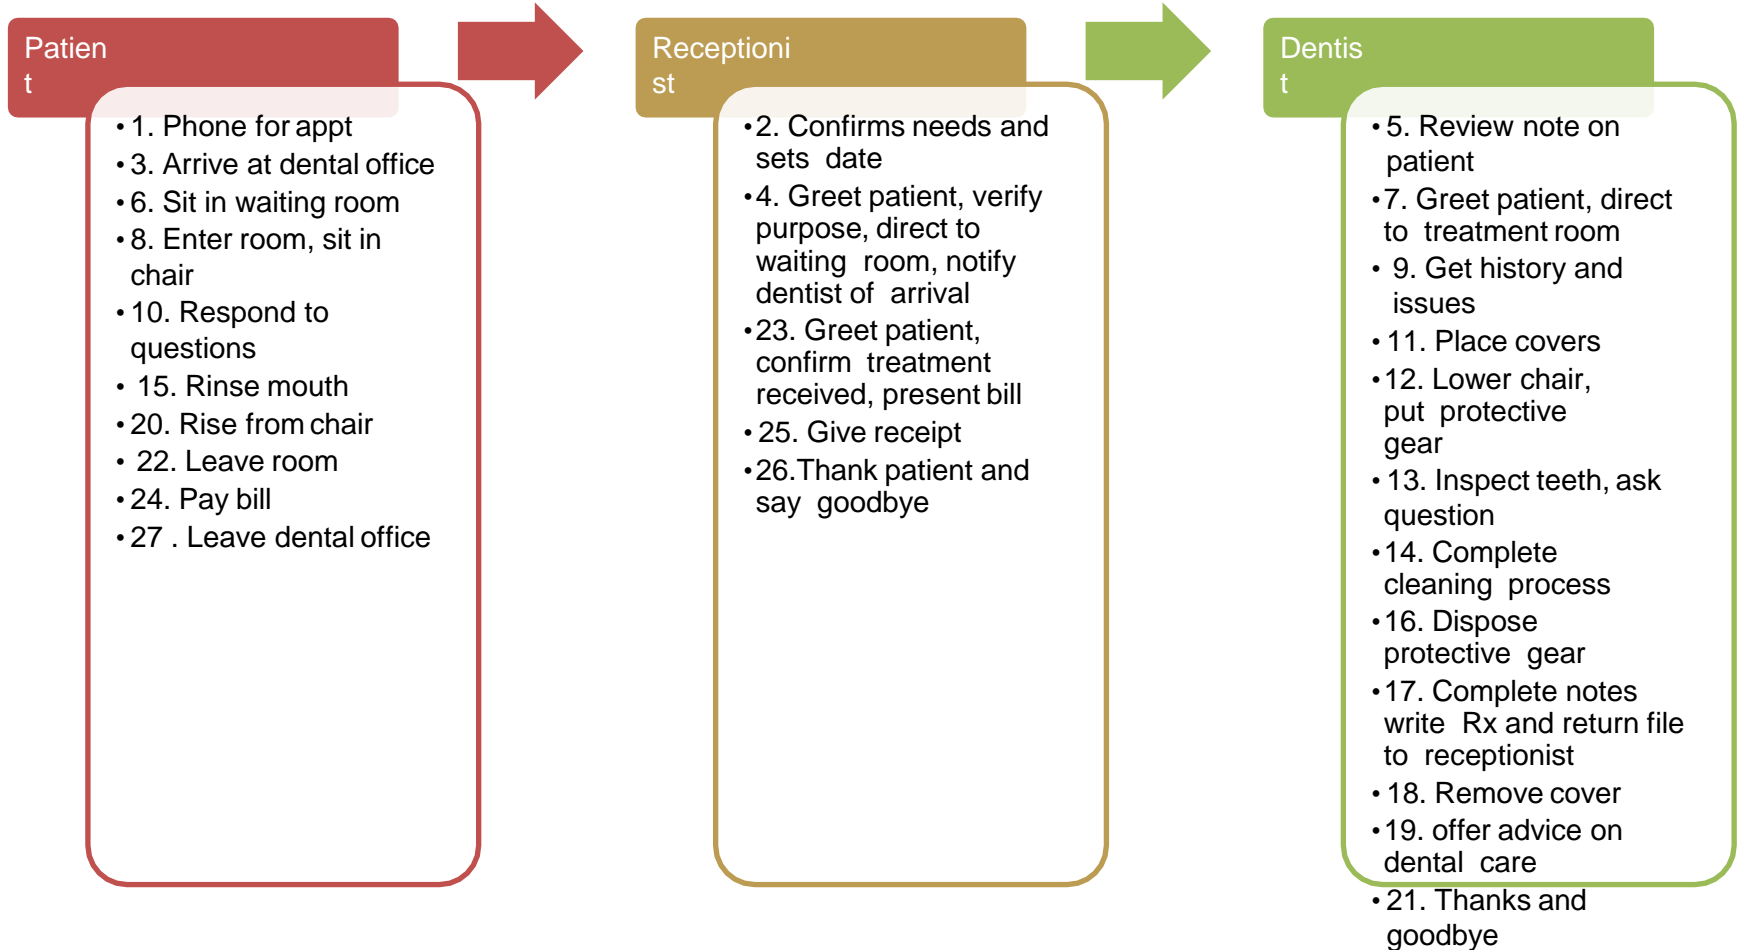 Patien
t
• 1. Phone for appt
• 3. Arrive at dental office
• 6. Sit in waiting room
• 8. Enter room, sit in
chair
• 10. Respond to
questions
• 15. Rinse mouth
• 20. Rise from chair
• 22. Leave room
• 24. Pay bill
• 27 . Leave dental office
Receptioni
st
• 2. Confirms needs and
sets date
• 4. Greet patient, verify
purpose, direct to
waiting room, notify
dentist of arrival
• 23. Greet patient,
confirm treatment
received, present bill
• 25. Give receipt
• 26.Thank patient and
say goodbye
Dentis
t
• 5. Review note on
patient
• 7. Greet patient, direct
to treatment room
• 9. Get history and
issues
• 11. Place covers
• 12. Lower chair,
put protective
gear
• 13. Inspect teeth, ask
question
• 14. Complete
cleaning process
• 16. Dispose
protective gear
• 17. Complete notes
write Rx and return file
to receptionist
• 18. Remove cover
• 19. offer advice on
dental care
• 21. Thanks and
goodbye